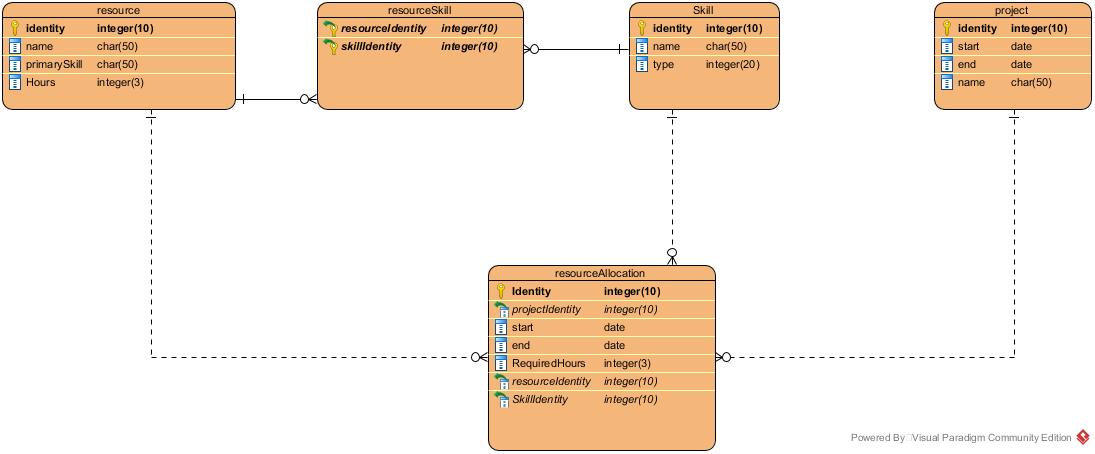 resource
identity integer(10)
name char(50)
primarySkill char(50)
Hours integer(3)
resourceSkill
resourceIdentity integer(10)
skillIdentity integer(10)
Skill
identity integer(10)
name char(50)
type integer(20)
project
identity integer(10)
start date
end date
name char(50)
resourceAllocation
Identity integer(10)
projectIdentity integer(10)
start date
end date
RequiredHours integer(3)
resourceIdentity integer(10)
SkillIdentity integer(10)
Powered By Visual Paradigm Community Edition